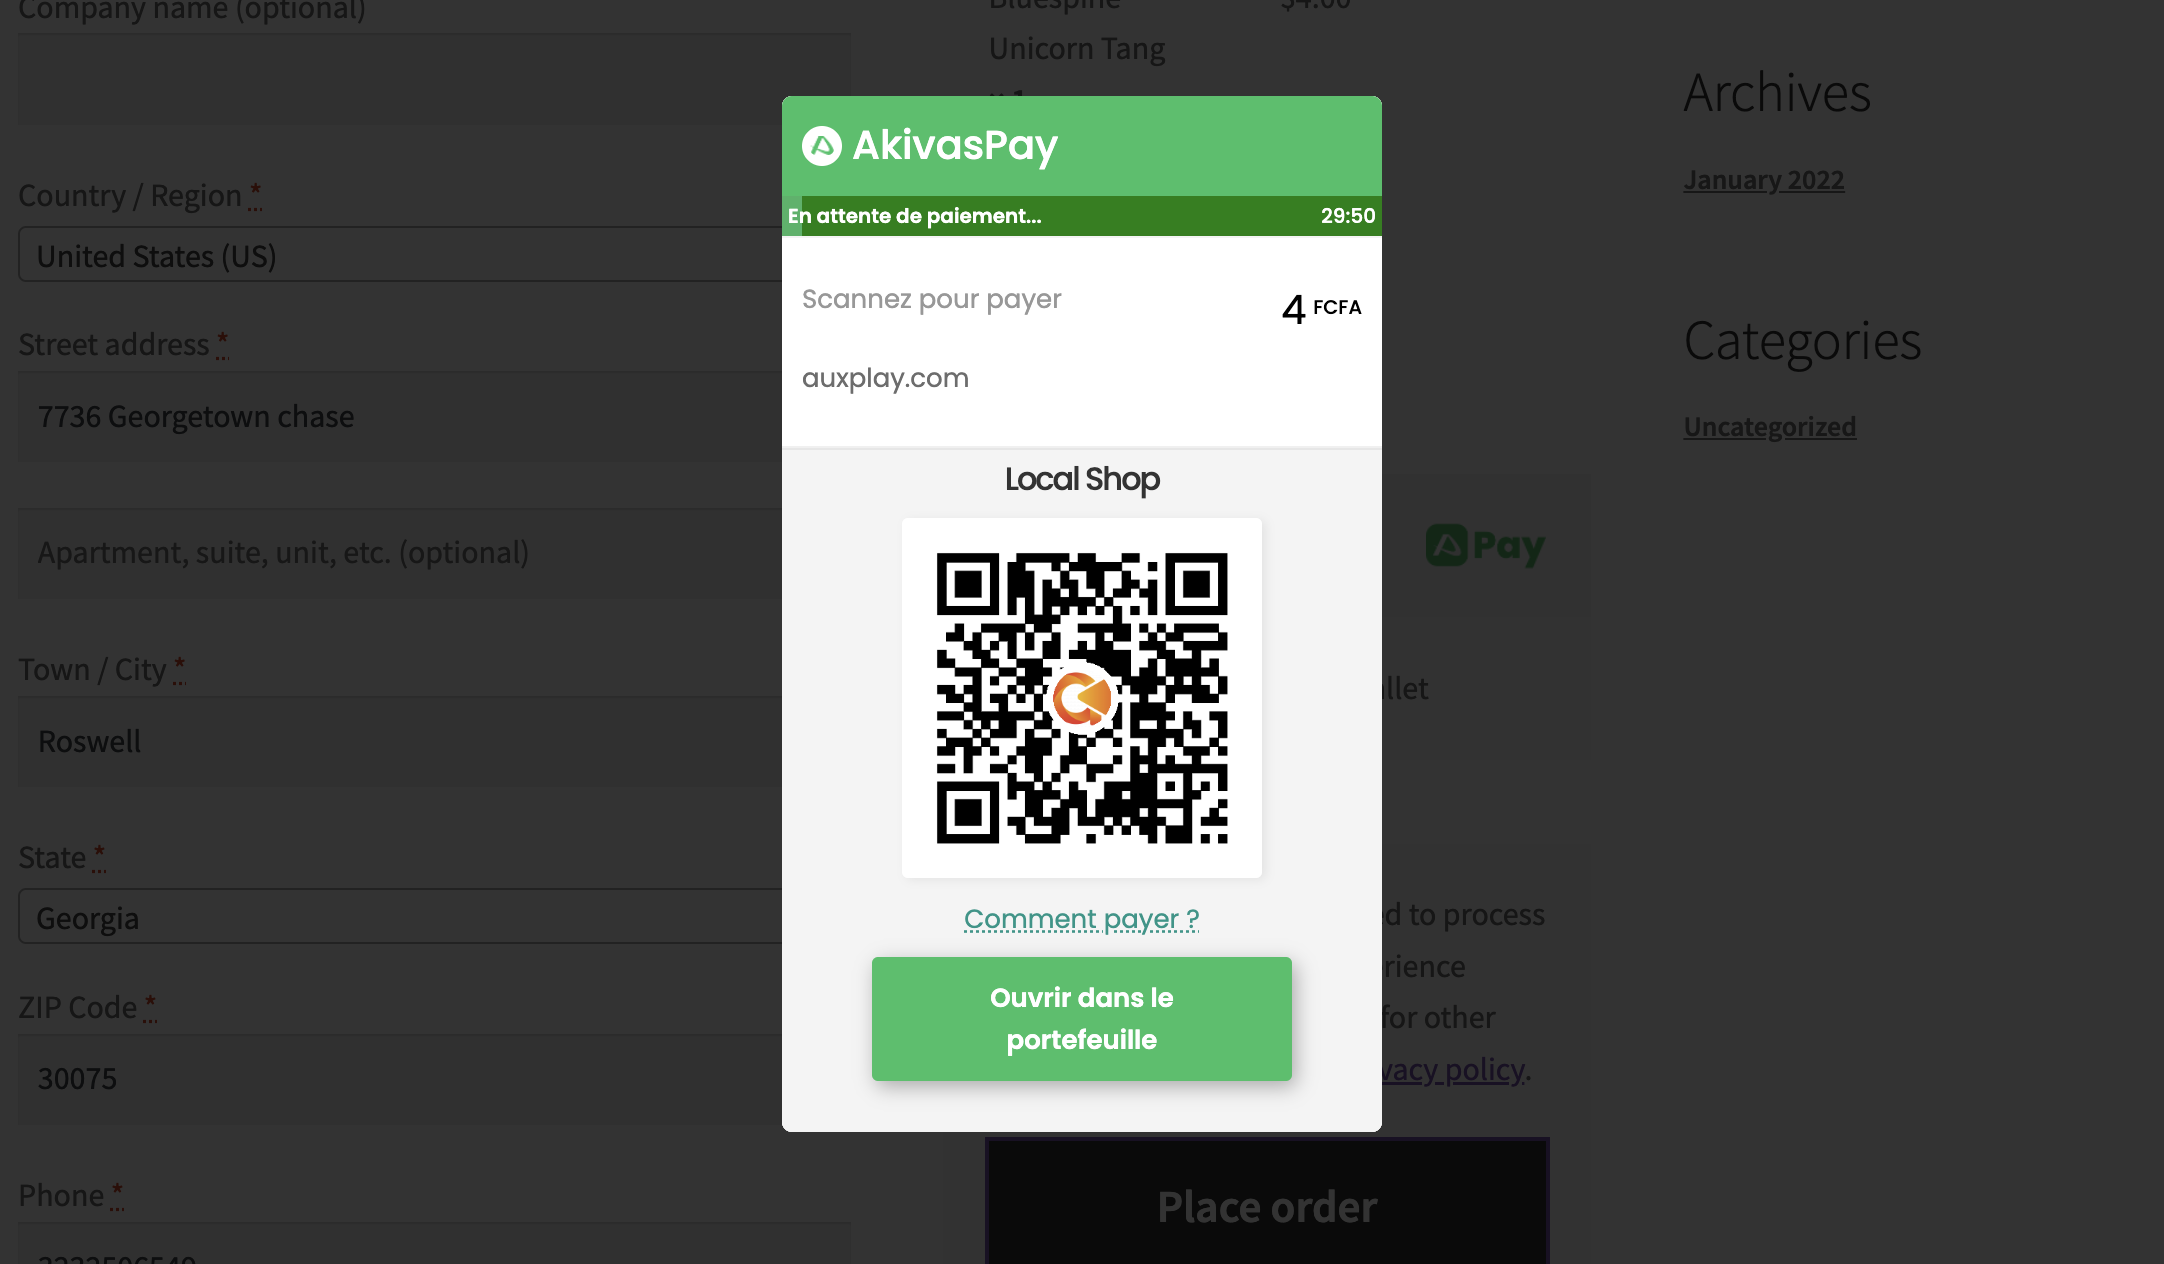 Company name (optional)
Country / Region *
United States (US)
Street address *
7736 Georgetown chase
Apartment, suite, unit, etc. (optional)
Town / City *
Roswell
State *
Georgia
ZIP Code *
30075
Phone *
Bluespine $4.00
Unicorn Tang
AkivasPay
En attente de paiement... 29:50
Scannez pour payer 4 FCFA
auxplay.com
Local Shop
Comment payer ?
Ouvrir dans le
portefeuille
Pay
llet
d to process
rience
for other
vacy policy.
Place order
Archives
January 2022
Categories
Uncategorized